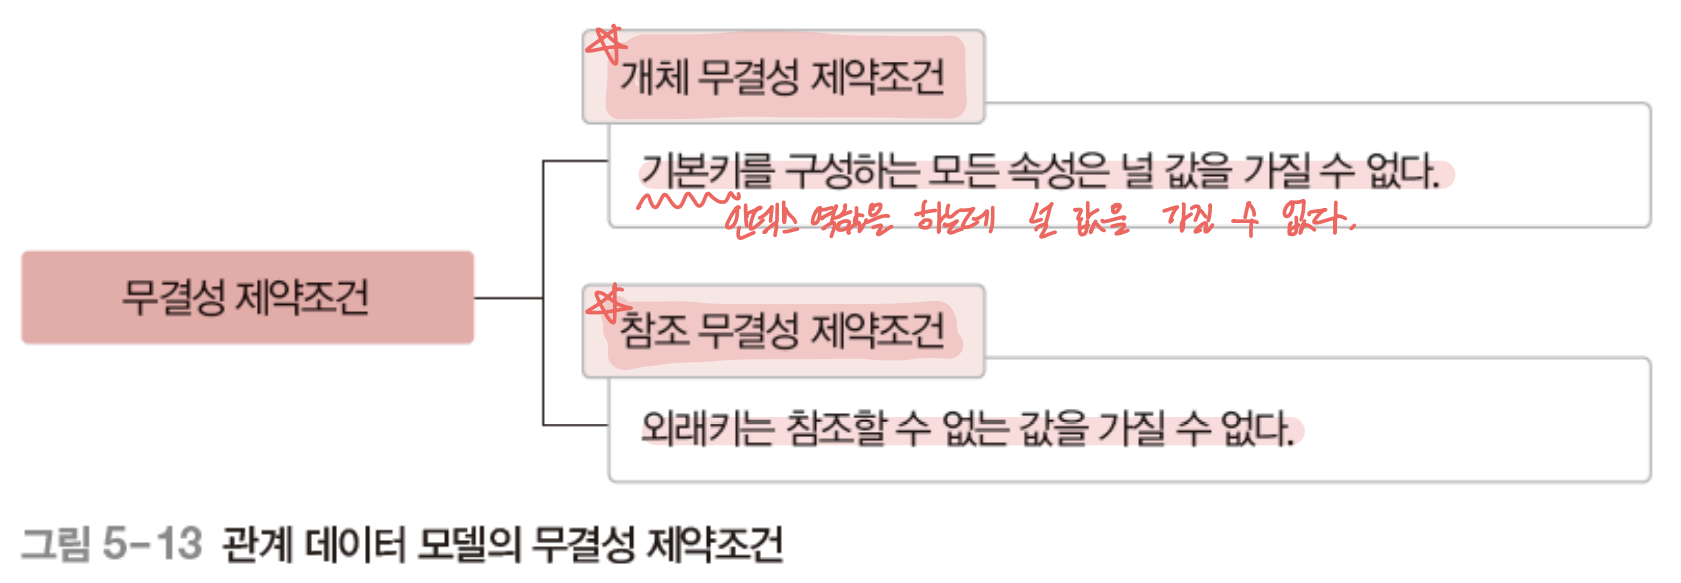 개체 무결성 제약조건
기본키를 구성하는 모든 속성은 널 값을 가질 수 없다.
인덱스 역할을 하는데 널 값을 가질 수 없다.
무결성 제약조건
참조 무결성 제약조건
외래키는 참조할 수 없는 값을 가질 수 없다.
그림 5-13 관계 데이터 모델의 무결성 제약조건